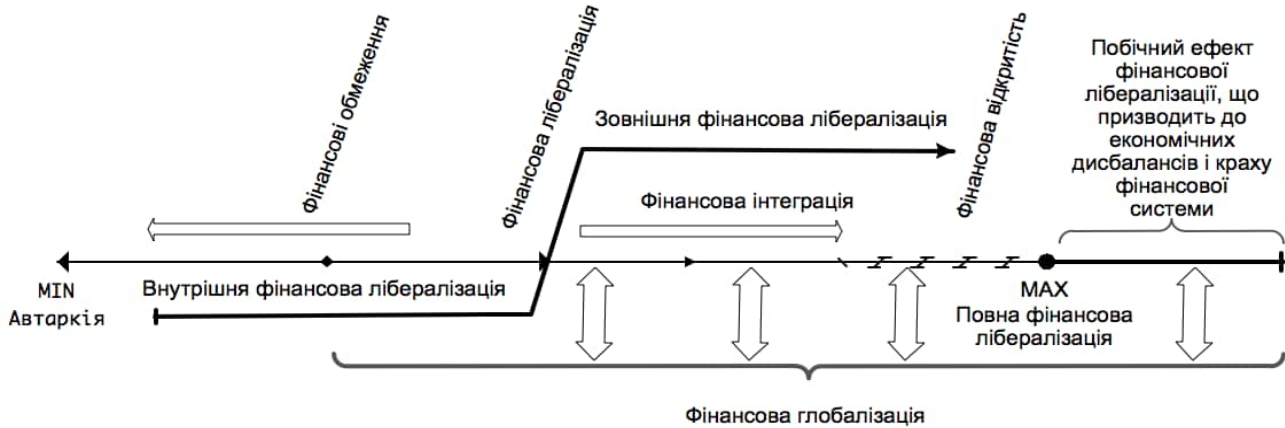 Фінансові обмеження
Фінансова лібералізація
Зовнішня фінансова лібералізація
Фінансова інтеграція
Фінансова відкритість
Побічний ефект
фінансової
лібералізації, що
призводить до
економічних
дисбалансів і краху
фінансової
системи
MIN
Автаркія
Внутрішня фінансова лібералізація
MAX
Повна фінансова
лібералізація
Фінансова глобалізація